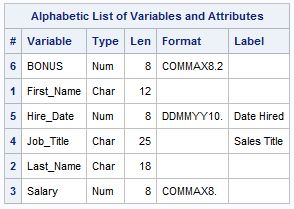 Alphabetic List of Variables and Attributes
# Variable Type Len Format Label
6 BONUS Num 8 COMMAX8.2
1 First_Name Char 12
5 Hire_Date Num 8 DDMMYY10. Date Hired
4 Job_Title Char 25 Sales Title
2 Last_Name Char 18
3 Salary Num 8 COMMAX8.